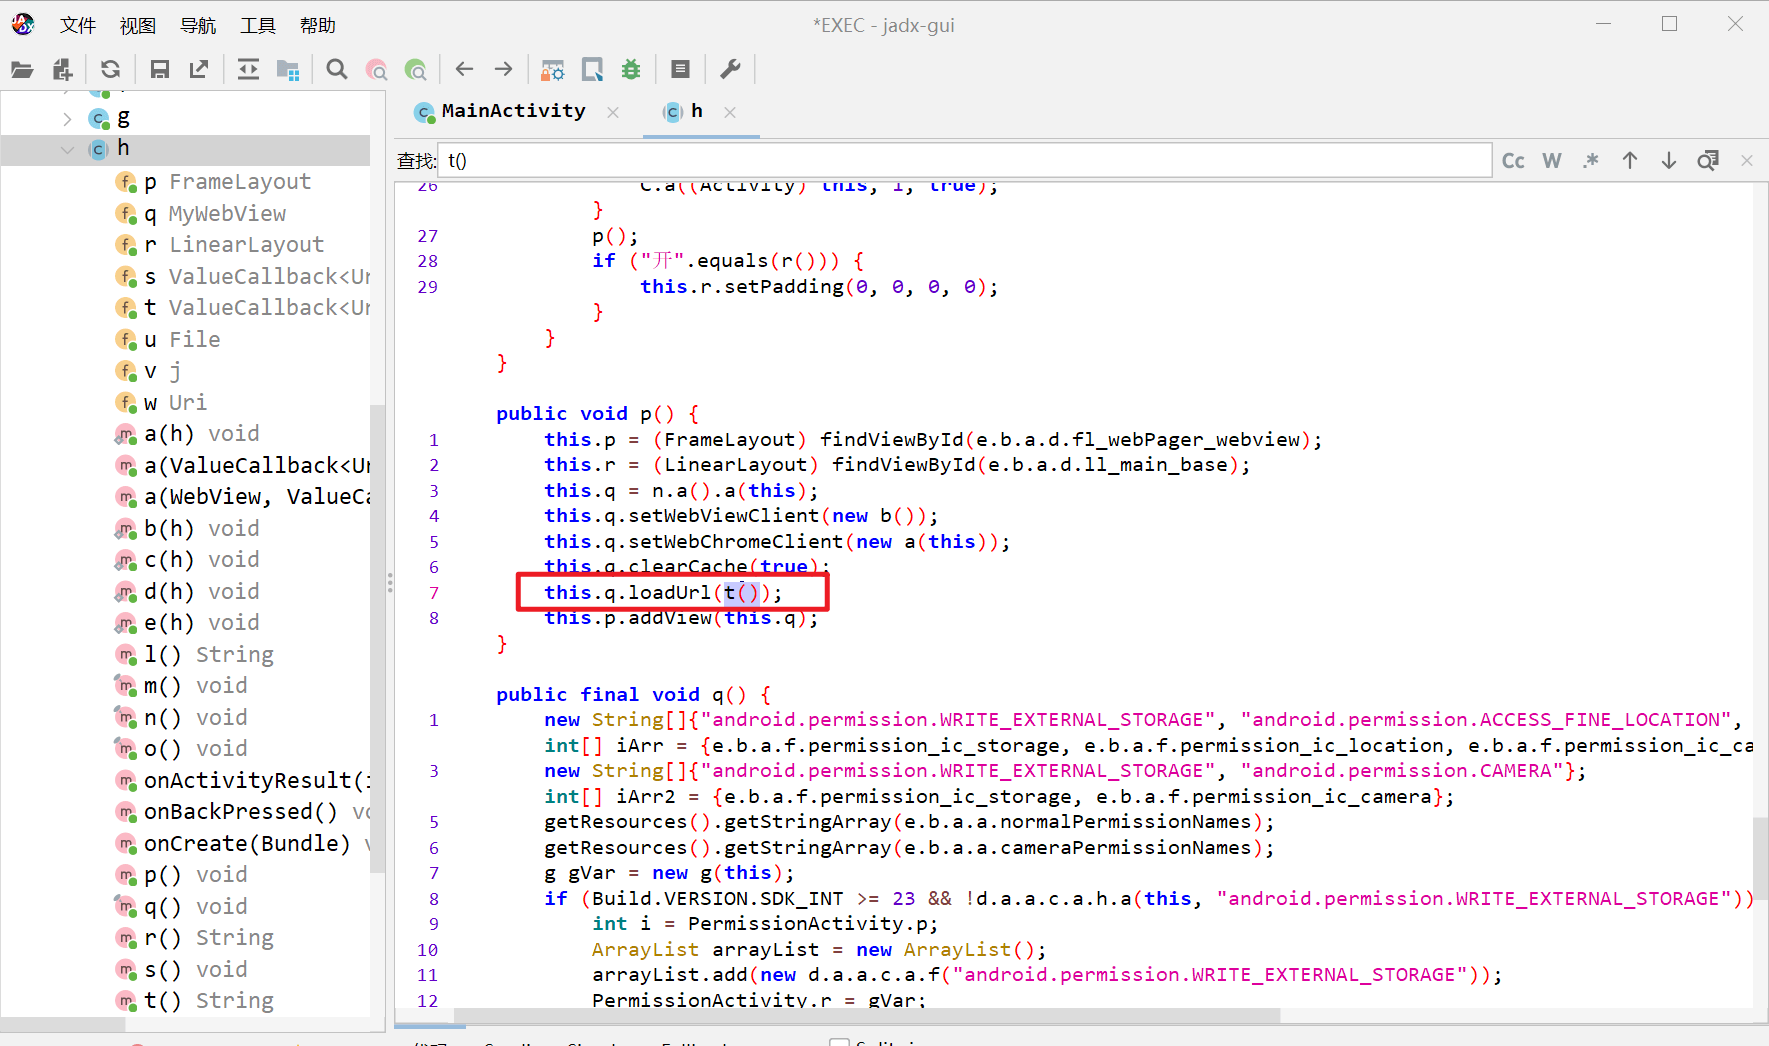 文件 视图 导航 工具 帮助
*EXEC - jadx-gui
g
h
p FrameLayout
q MyWebView
r LinearLayout
s ValueCallback<Ur
t ValueCallback<Ur
u File
v j
w Uri
a(h) void
a(ValueCallback<Ur
a(WebView, ValueCa
b(h) void
c(h) void
d(h) void
e(h) void
l() String
m() void
n() void
o() void
onActivityResult(i
onBackPressed() vo
onCreate(Bundle) v
p() void
q() void
r() String
s() void
t() String
MainActivity
h
查找: t()
Cc W .*
26 C.a((Activity) this, 1, true);
}
27 p();
28 if ("开".equals(r())) {
29 this.r.setPadding(0, 0, 0, 0);
}
}
}
public void p() {
1 this.p = (FrameLayout) findViewById(e.b.a.d.fl_webPager_webview);
2 this.r = (LinearLayout) findViewById(e.b.a.d.ll_main_base);
3 this.q = n.a().a(this);
4 this.q.setWebViewClient(new b());
5 this.q.setWebChromeClient(new a(this));
6 this.q.clearCache(true);
7 this.q.loadUrl(t());
8 this.p.addView(this.q);
}
public final void q() {
1 new String[]{"android.permission.WRITE_EXTERNAL_STORAGE", "android.permission.ACCESS_FINE_LOCATION",
int[] iArr = {e.b.a.f.permission_ic_storage, e.b.a.f.permission_ic_location, e.b.a.f.permission_ic_ca
3 new String[]{"android.permission.WRITE_EXTERNAL_STORAGE", "android.permission.CAMERA"};
int[] iArr2 = {e.b.a.f.permission_ic_storage, e.b.a.f.permission_ic_camera};
5 getResources().getStringArray(e.b.a.a.normalPermissionNames);
6 getResources().getStringArray(e.b.a.a.cameraPermissionNames);
7 g gVar = new g(this);
8 if (Build.VERSION.SDK_INT >= 23 && !d.a.a.c.a.h.a(this, "android.permission.WRITE_EXTERNAL_STORAGE"))
9 int i = PermissionActivity.p;
10 ArrayList arrayList = new ArrayList();
11 arrayList.add(new d.a.a.c.a.f("android.permission.WRITE_EXTERNAL_STORAGE"));
12 PermissionActivity.r = gVar;